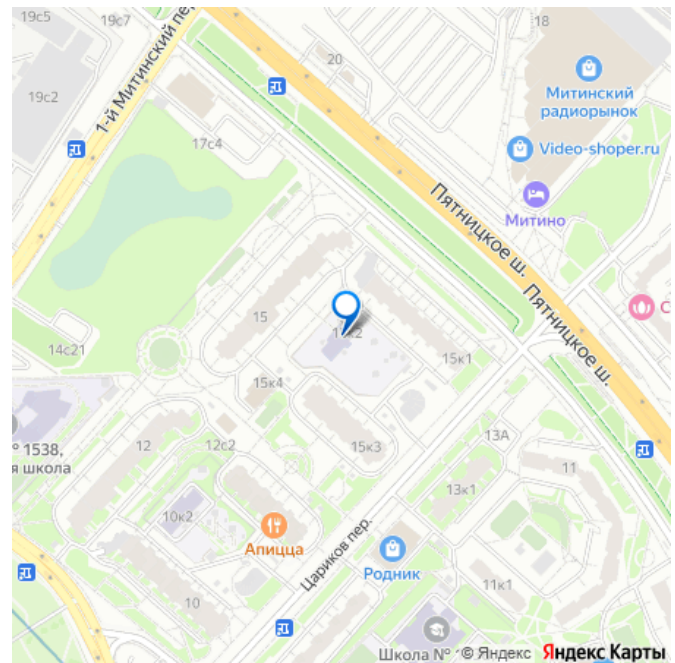 19с5
19с7
18
20
1-й Митинский пер.
19с2
Митинский
радиорынок
17с4
Video-shoper.ru
Пятницкое ш.
Митино
Пятницкое ш.
15
С
14с21
15к1
15к4
13А
№ 1538,
я школа
12
12с2
15к3
11
13к1
10к2
Апицца
Цариков пер.
Родник
11к1
10
Школа №
© Яндекс Яндекс Карты